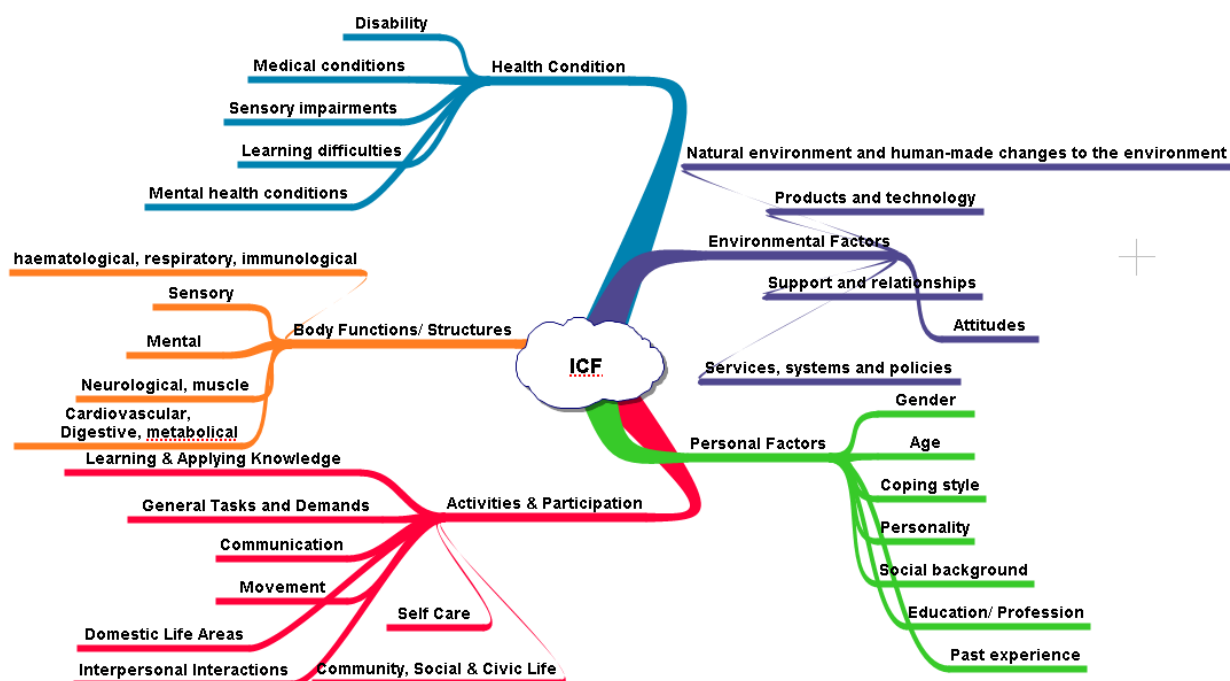 Disability
Medical conditions
Health Condition
Sensory impairments
Learning difficulties
Mental health conditions
Natural environment and human-made changes to the environment
Products and technology
Environmental Factors
Support and relationships
Attitudes
Services, systems and policies
haematological, respiratory, immunological
Sensory
Body Functions/ Structures
Mental
Neurological, muscle
Cardiovascular,
Digestive, metabolical
ICF
Gender
Personal Factors
Age
Coping style
Personality
Social background
Education/ Profession
Past experience
Learning & Applying Knowledge
Activities & Participation
General Tasks and Demands
Communication
Movement
Self Care
Domestic Life Areas
Interpersonal Interactions
Community, Social & Civic Life